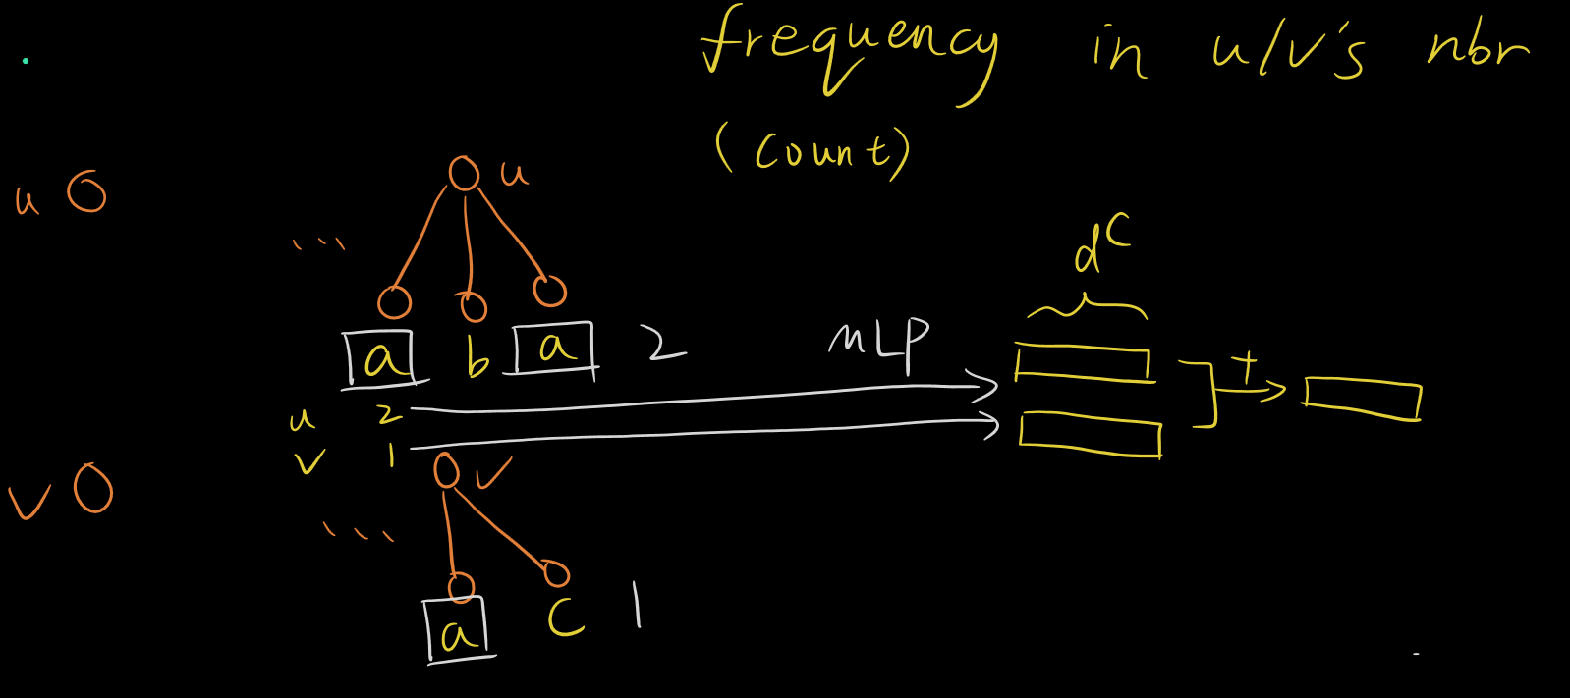 frequency in u/v's nbr
(count)
u
u
...
d^C
a b a 2 MLP
+
u 2
v 1
v
v
...
a c 1